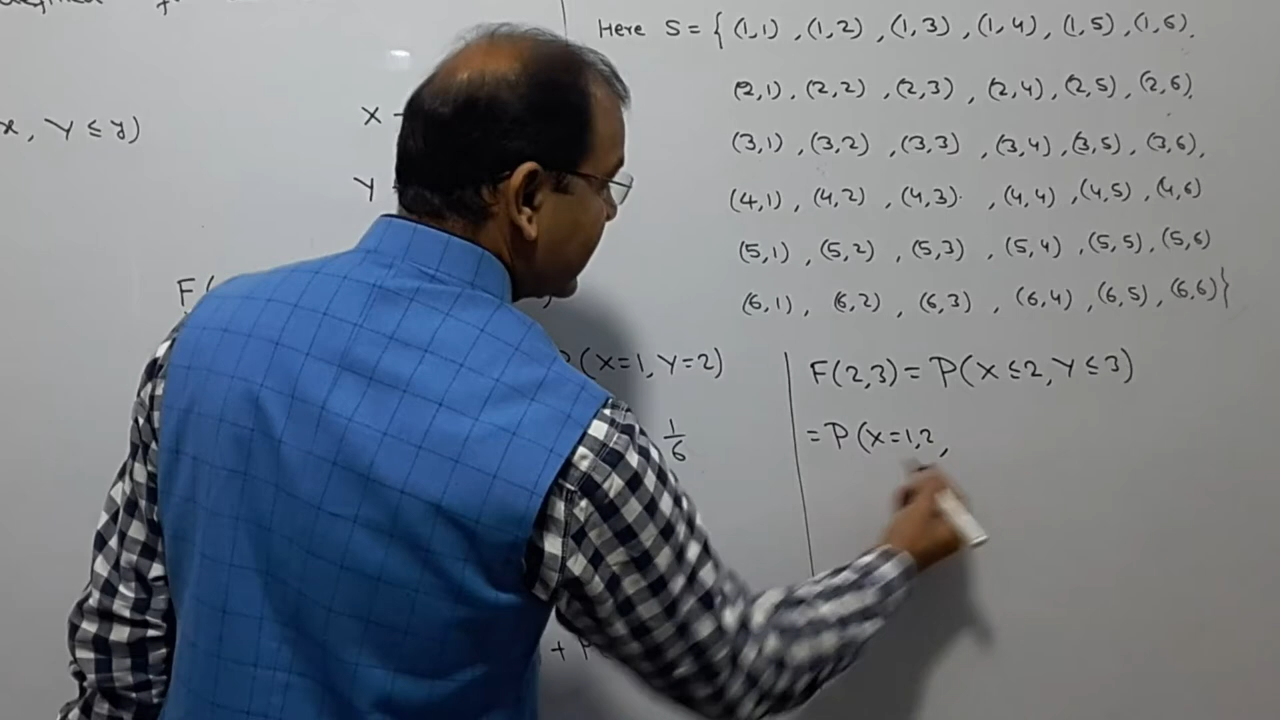 x, Y ≤ y)
X -
Y
F(
P(X=1, Y=2)
1/6
+ P
Here S = { (1,1) , (1,2) , (1,3) , (1,4) , (1,5) , (1,6),
(2,1) , (2,2) , (2,3) , (2,4) , (2,5) , (2,6),
(3,1) , (3,2) , (3,3) , (3,4) , (3,5) , (3,6),
(4,1) , (4,2) , (4,3) , (4,4) , (4,5) , (4,6)
(5,1) , (5,2) , (5,3) , (5,4) , (5,5) , (5,6)
(6,1) , (6,2) , (6,3) , (6,4) , (6,5) , (6,6) }
F(2,3) = P(X ≤ 2, Y ≤ 3)
= P(X=1,2,